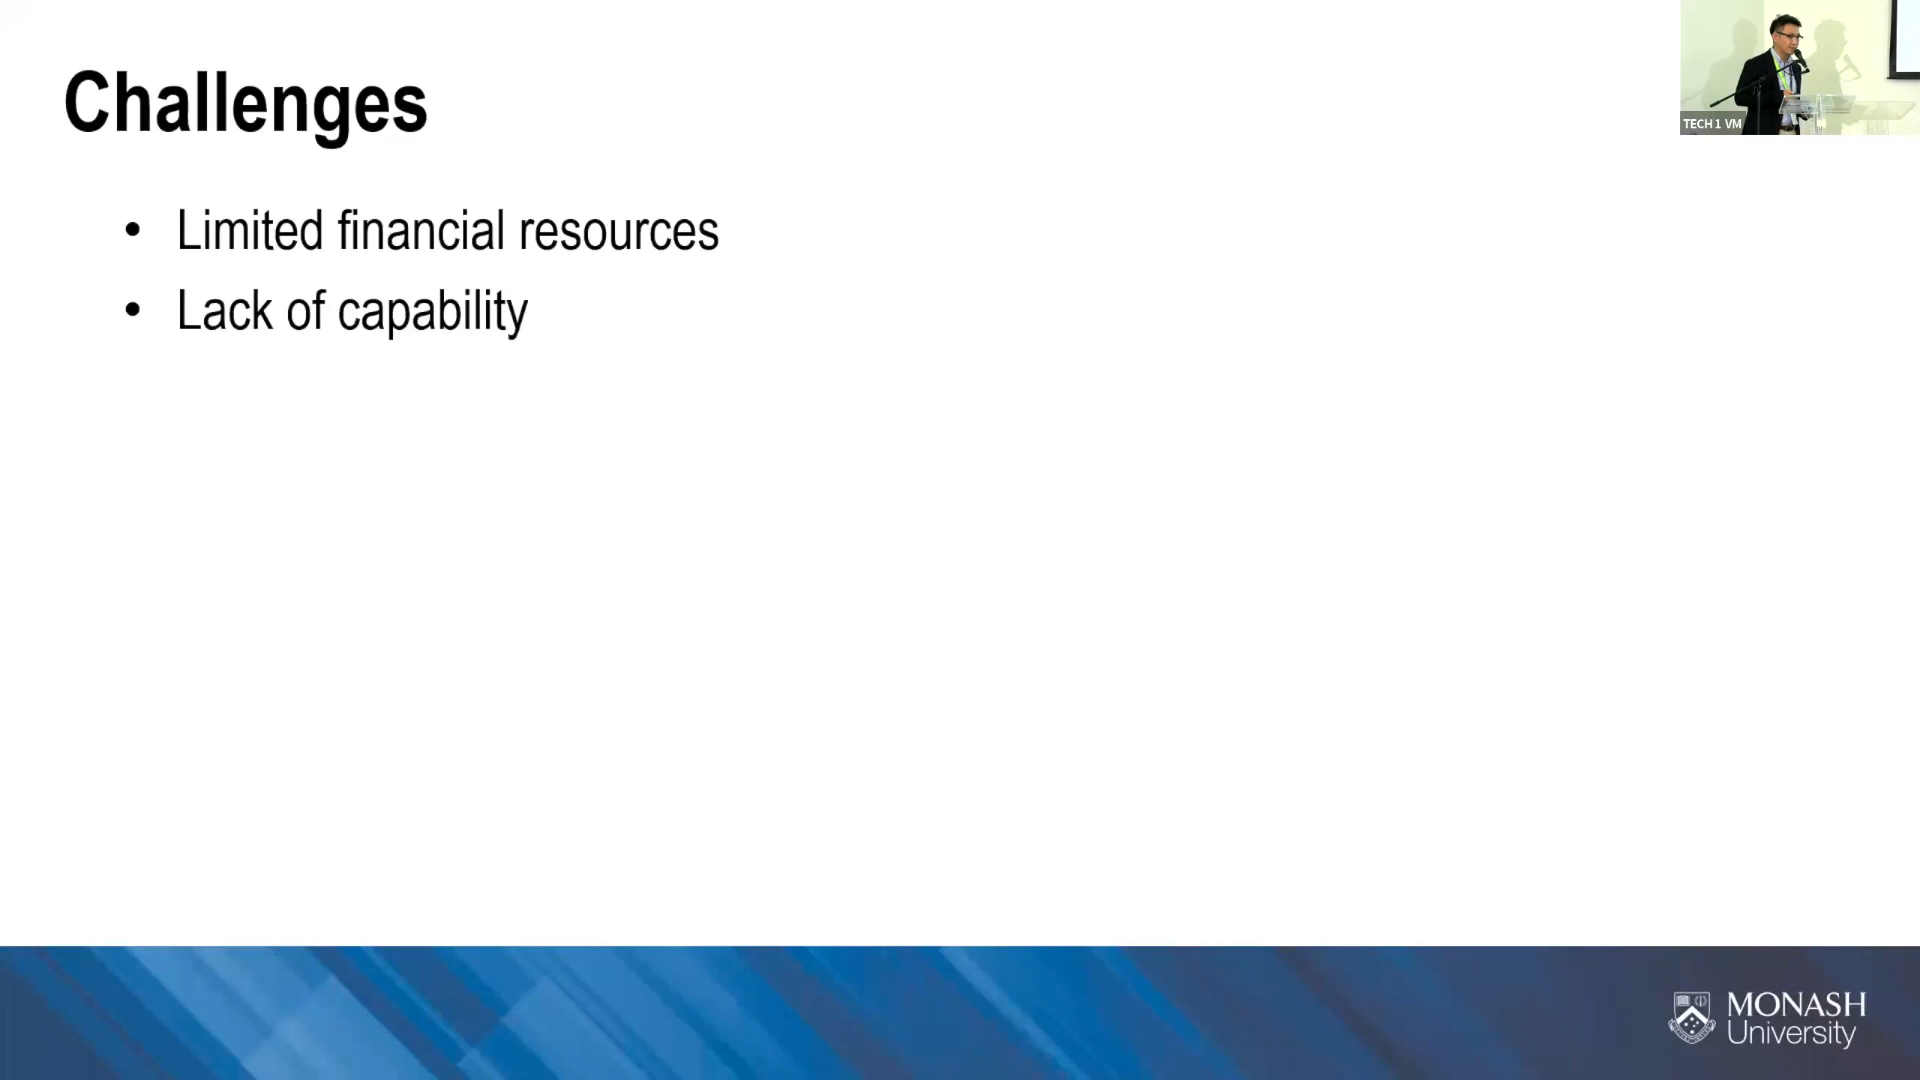 Challenges
TECH 1 VM
• Limited financial resources
• Lack of capability
MONASH
University